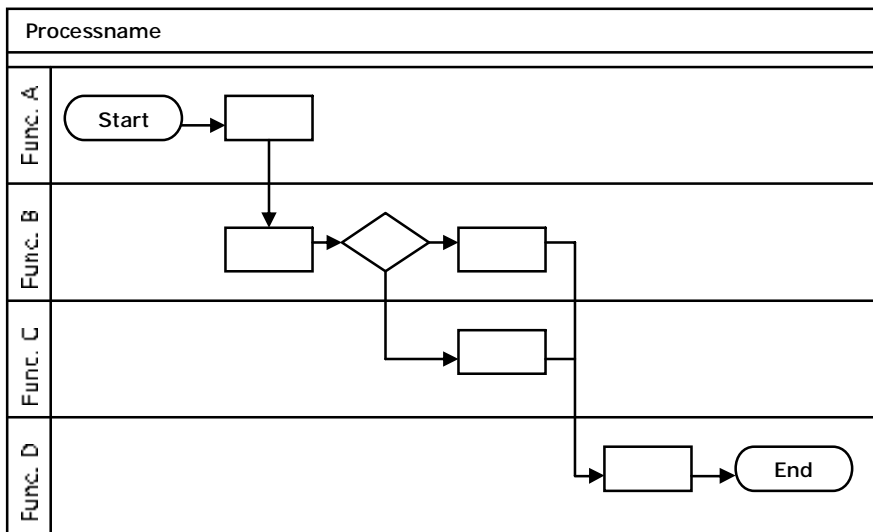 Processname
Func. A
Start
Func. B
Func. C
Func. D
End